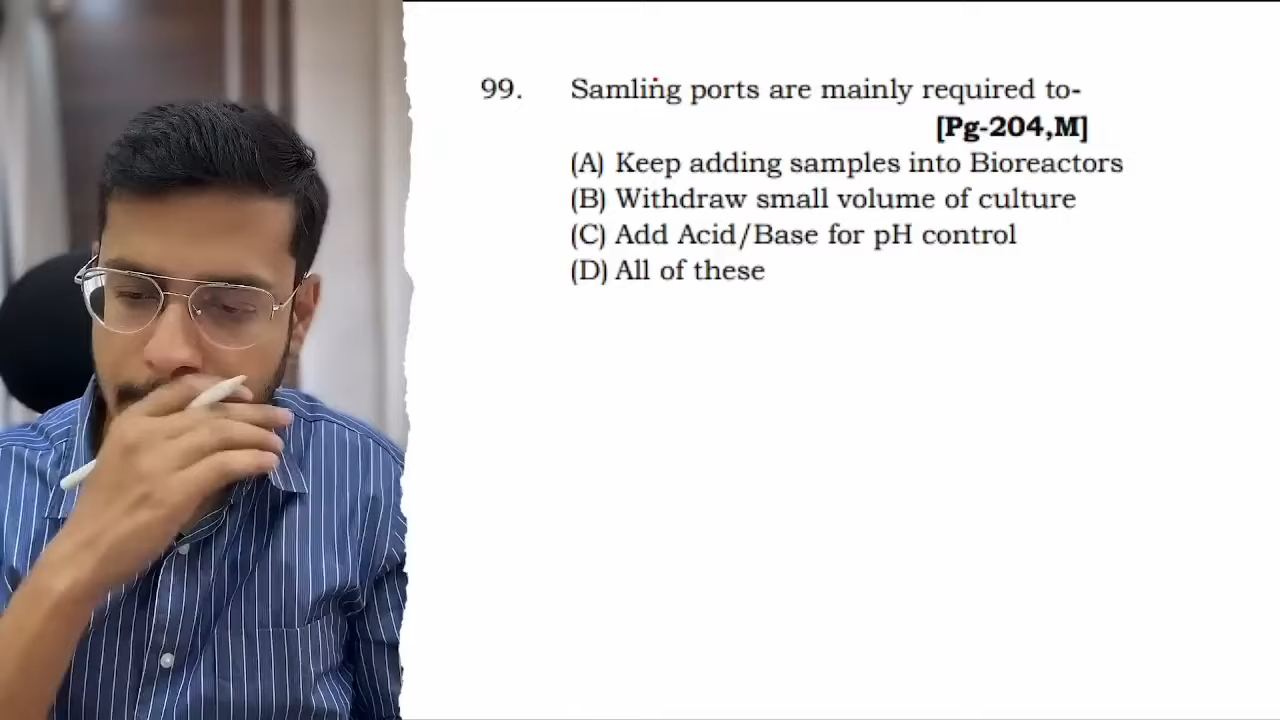 99. Samling ports are mainly required to-
[Pg-204,M]
(A) Keep adding samples into Bioreactors
(B) Withdraw small volume of culture
(C) Add Acid/Base for pH control
(D) All of these